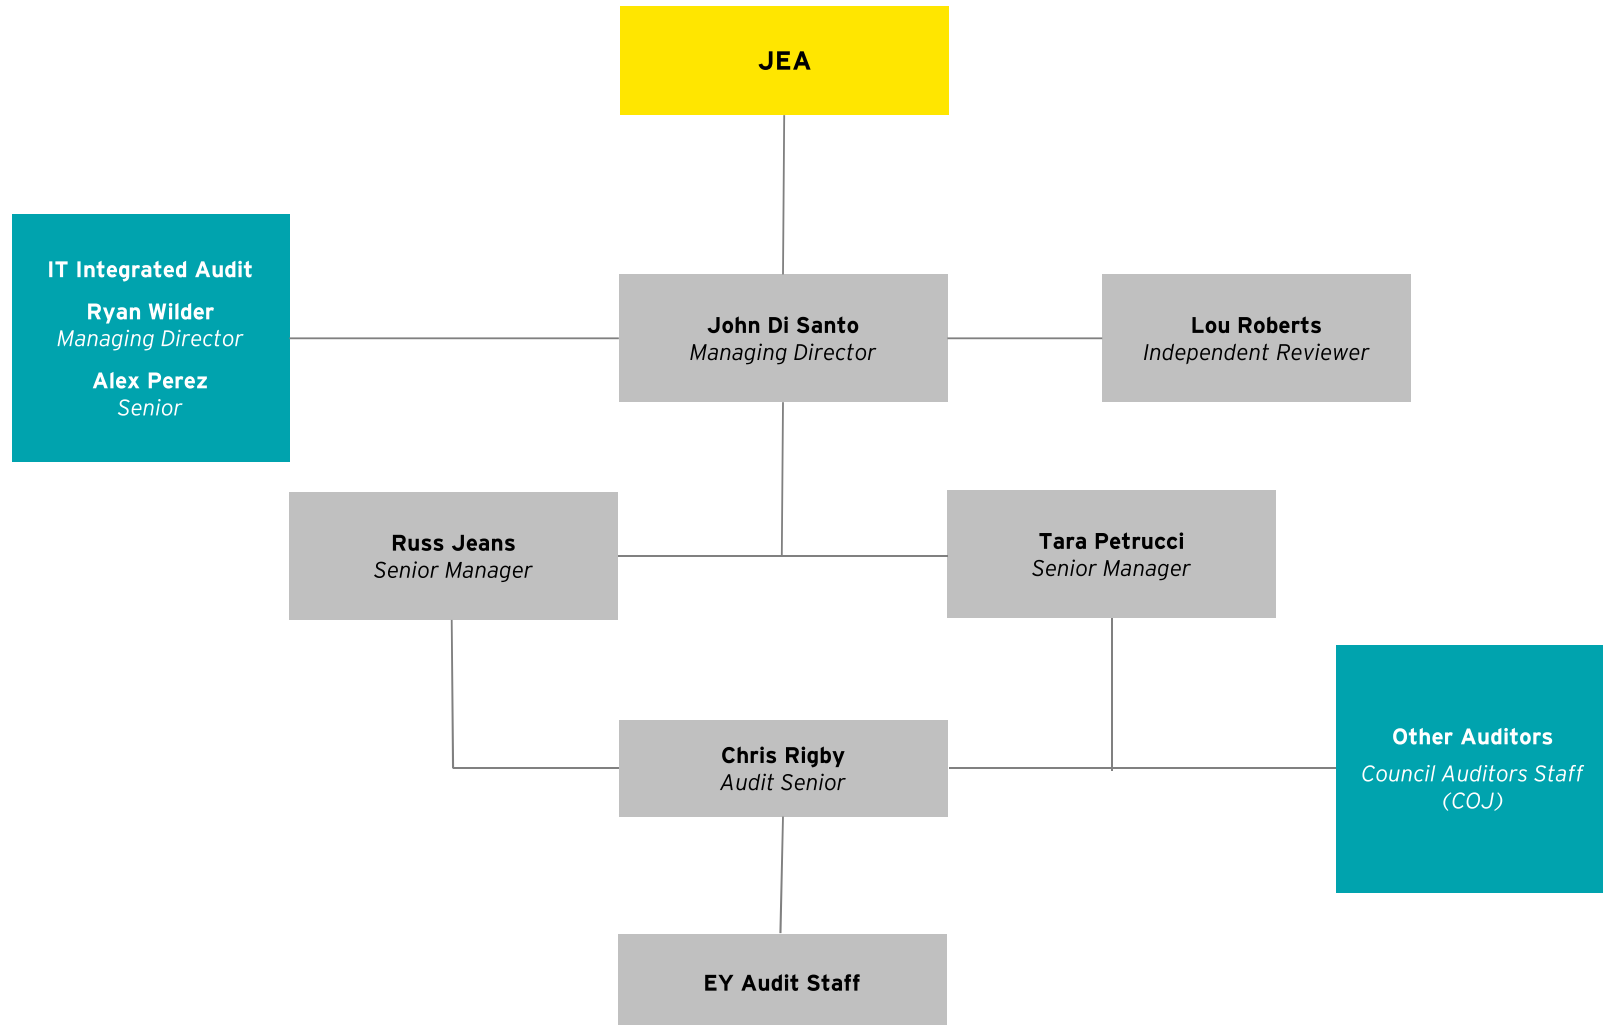 JEA
IT Integrated Audit
Ryan Wilder
Managing Director
Alex Perez
Senior
John Di Santo
Managing Director
Lou Roberts
Independent Reviewer
Russ Jeans
Senior Manager
Tara Petrucci
Senior Manager
Chris Rigby
Audit Senior
Other Auditors
Council Auditors Staff
(COJ)
EY Audit Staff